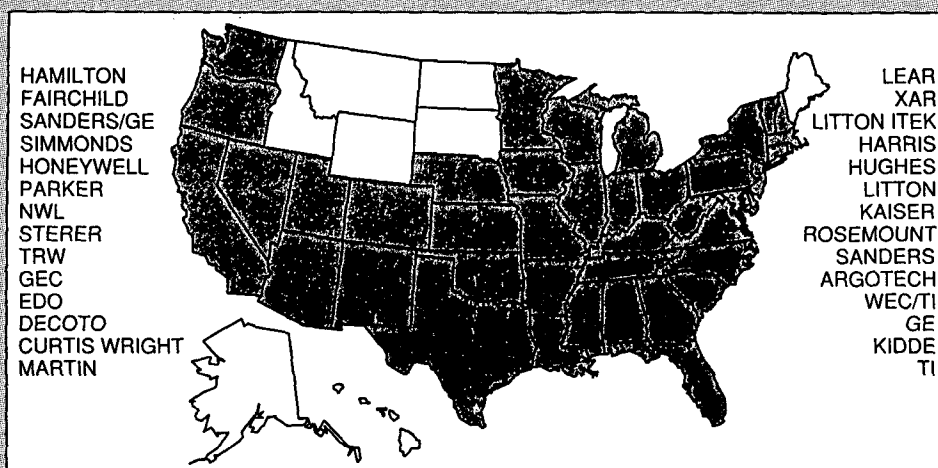 HAMILTON
FAIRCHILD
SANDERS/GE
SIMMONDS
HONEYWELL
PARKER
NWL
STERER
TRW
GEC
EDO
DECOTO
CURTIS WRIGHT
MARTIN
LEAR
XAR
LITTON ITEK
HARRIS
HUGHES
LITTON
KAISER
ROSEMOUNT
SANDERS
ARGOTECH
WEC/TI
GE
KIDDE
TI